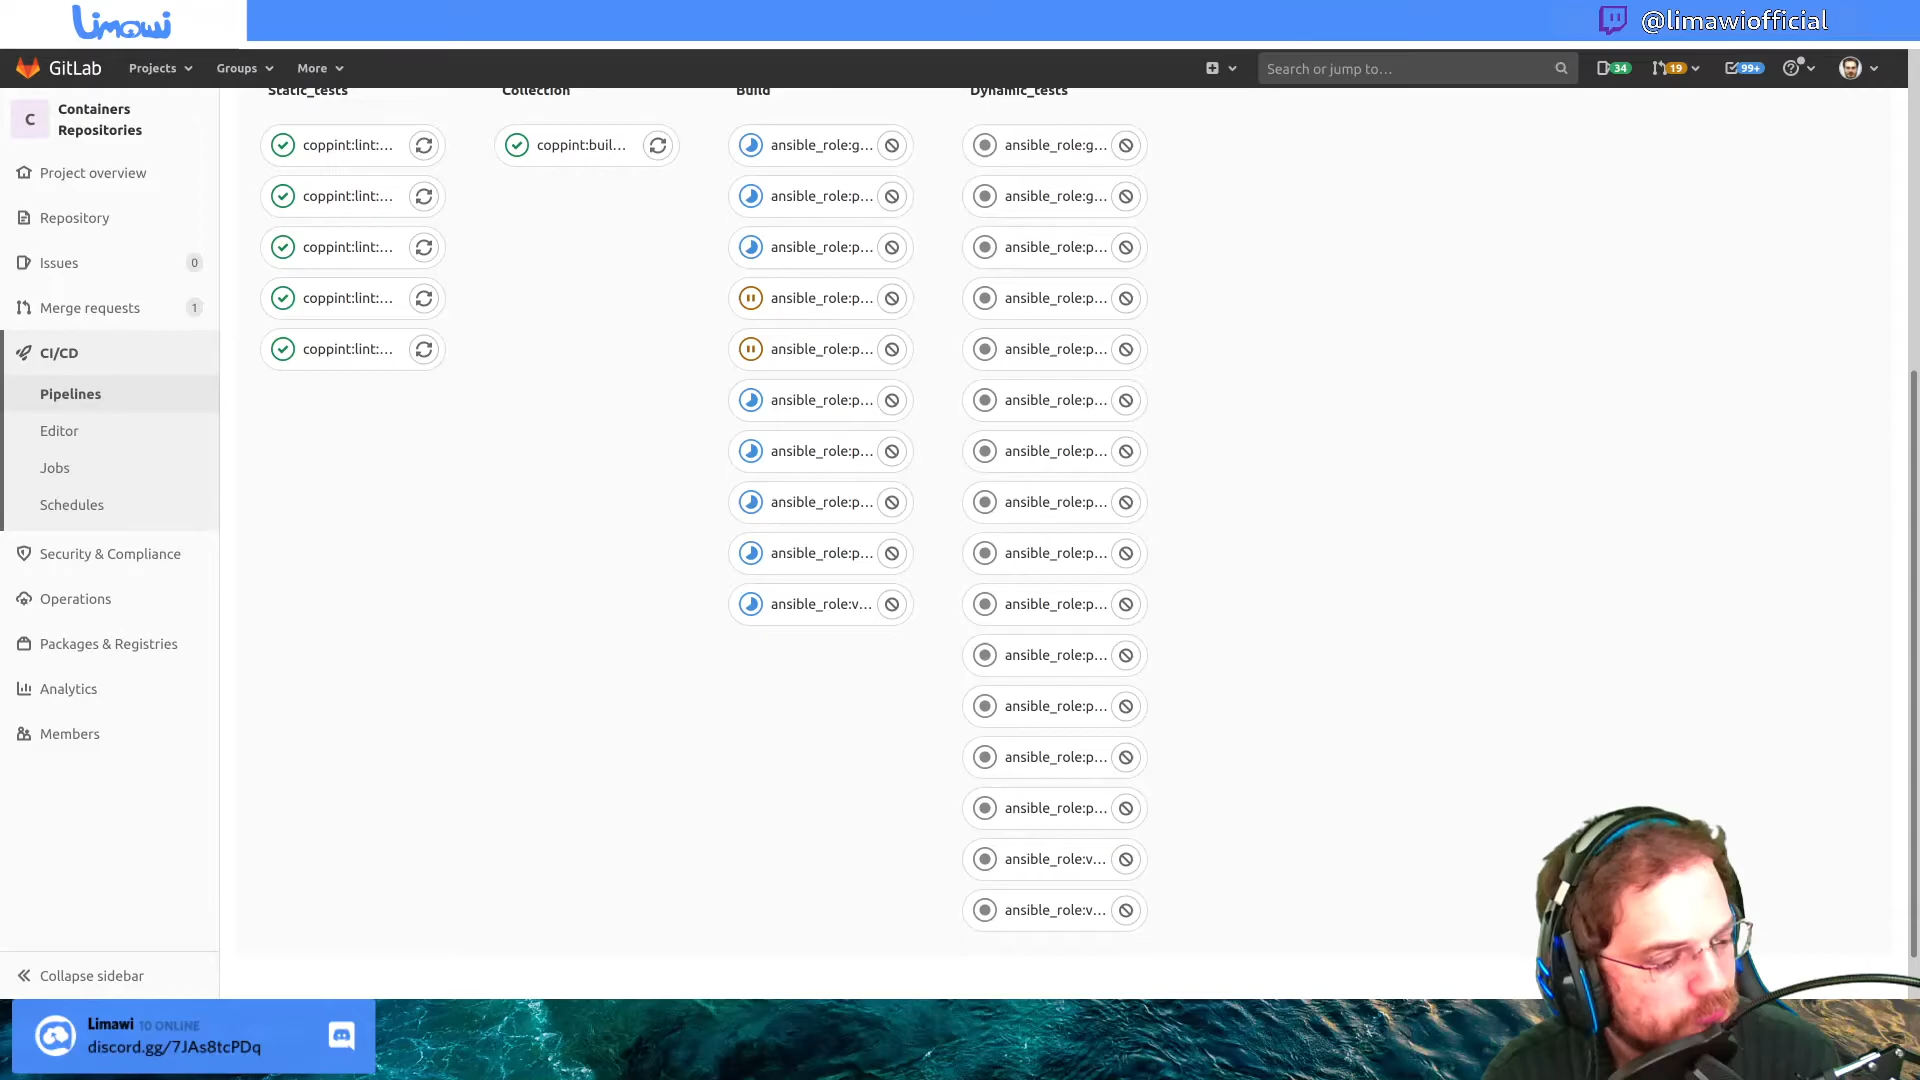 Limawi
@limawiofficial
GitLab
Projects
Groups
More
Search or jump to...
34
19
99+
C
Containers
Repositories
Project overview
Repository
Issues
0
Merge requests
1
CI/CD
Pipelines
Editor
Jobs
Schedules
Security & Compliance
Operations
Packages & Registries
Analytics
Members
Collapse sidebar
Static_tests
coppint:lint:...
coppint:lint:...
coppint:lint:...
coppint:lint:...
coppint:lint:...
Collection
coppint:buil...
Build
ansible_role:g...
ansible_role:p...
ansible_role:p...
ansible_role:p...
ansible_role:p...
ansible_role:p...
ansible_role:p...
ansible_role:p...
ansible_role:p...
ansible_role:v...
Dynamic_tests
ansible_role:g...
ansible_role:g...
ansible_role:p...
ansible_role:p...
ansible_role:p...
ansible_role:p...
ansible_role:p...
ansible_role:p...
ansible_role:p...
ansible_role:p...
ansible_role:p...
ansible_role:p...
ansible_role:p...
ansible_role:p...
ansible_role:v...
ansible_role:v...
Limawi 10 ONLINE
discord.gg/7JAs8tcPDq